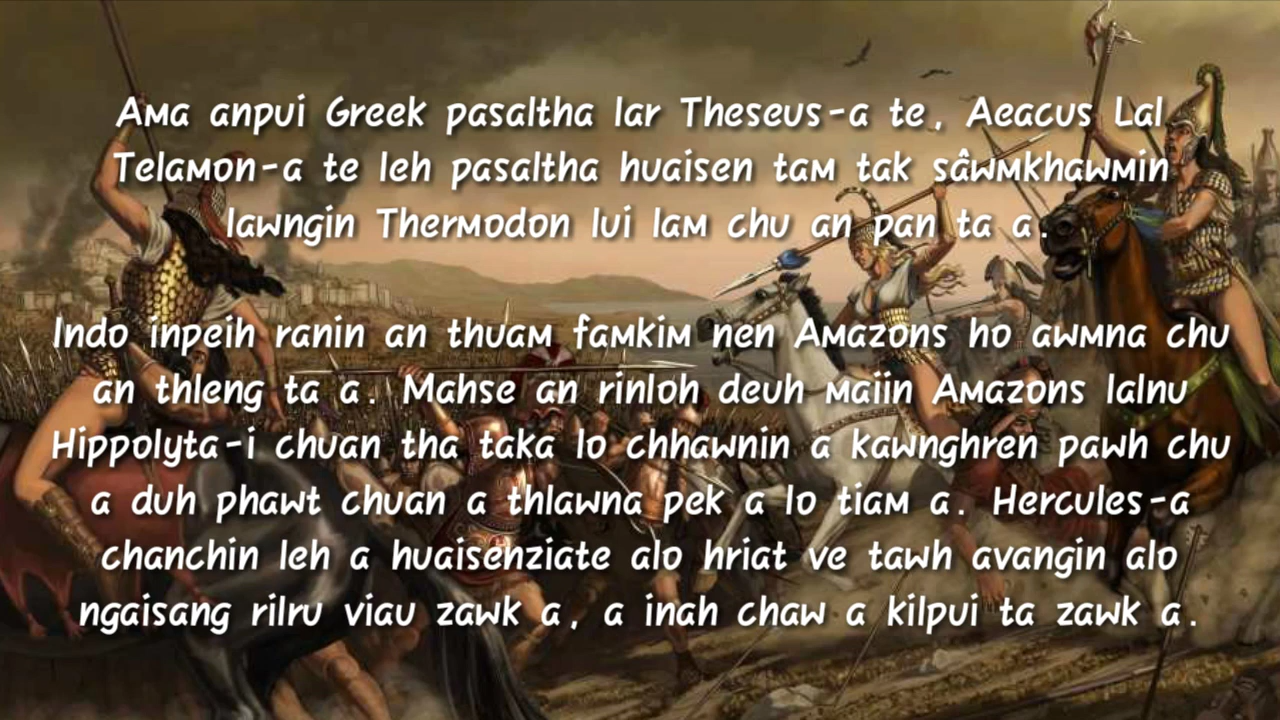 Ama anpui Greek pasaltha lar Theseus-a te, Aeacus Lal
Telamon-a te leh pasaltha huaisen tam tak sâwmkhawmin
lawngin Thermodon lui lam chu an pan ta a.
Indo inpeih ranin an thuam famkim nen Amazons ho awmna chu
an thleng ta a. Mahse an rinloh deuh maiin Amazons lalnu
Hippolyta-i chuan tha taka lo chhawnin a kawnghren pawh chu
a duh phawt chuan a thlawna pek a lo tiam a. Hercules-a
chanchin leh a huaisenziate alo hriat ve tawh avangin alo
ngaisang rilru viau zawk a, a inah chaw a kilpui ta zawk a.